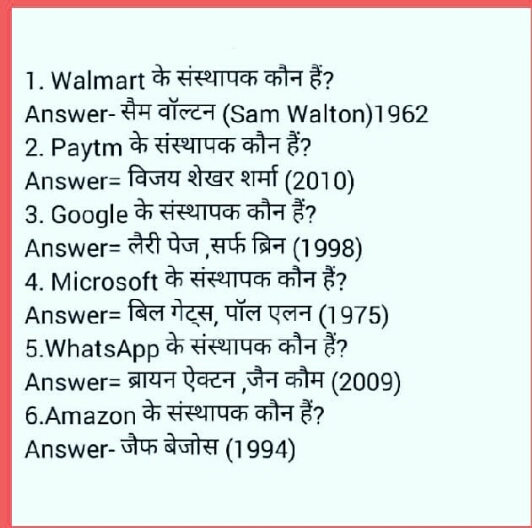 1. Walmart के संस्थापक कौन हैं?
Answer- सैम वॉल्टन (Sam Walton)1962
2. Paytm के संस्थापक कौन हैं?
Answer= विजय शेखर शर्मा (2010)
3. Google के संस्थापक कौन हैं?
Answer= लैरी पेज ,सर्फ ब्रिन (1998)
4. Microsoft के संस्थापक कौन हैं?
Answer= बिल गेट्स, पॉल एलन (1975)
5.WhatsApp के संस्थापक कौन हैं?
Answer= ब्रायन ऐक्टन ,जैन कौम (2009)
6.Amazon के संस्थापक कौन हैं?
Answer- जैफ बेजोस (1994)